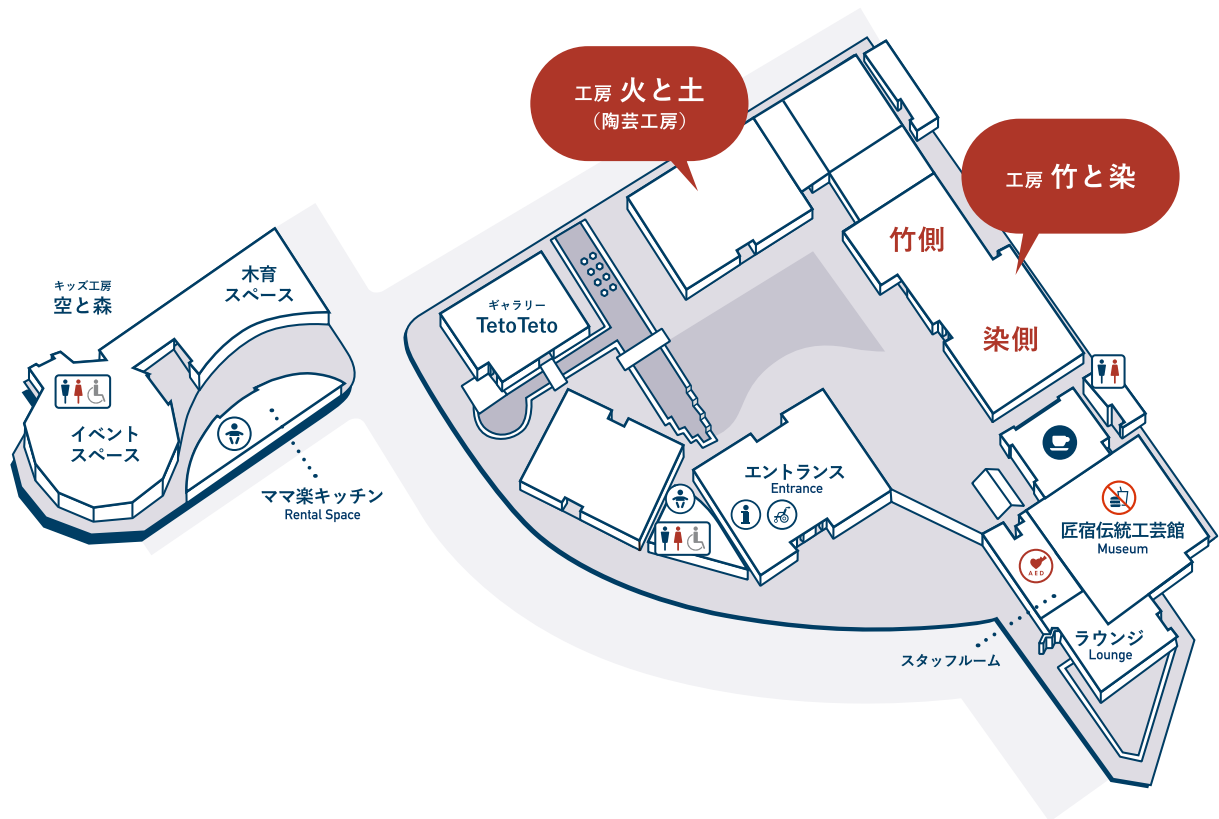 工房 火と土
（陶芸工房）
工房 竹と染
竹側
染側
木育
スペース
キッズ工房
空と森
イベント
スペース
ママ楽キッチン
Rental Space
ギャラリー
TetoTeto
エントランス
Entrance
匠宿伝統工芸館
Museum
AED
ラウンジ
Lounge
スタッフルーム